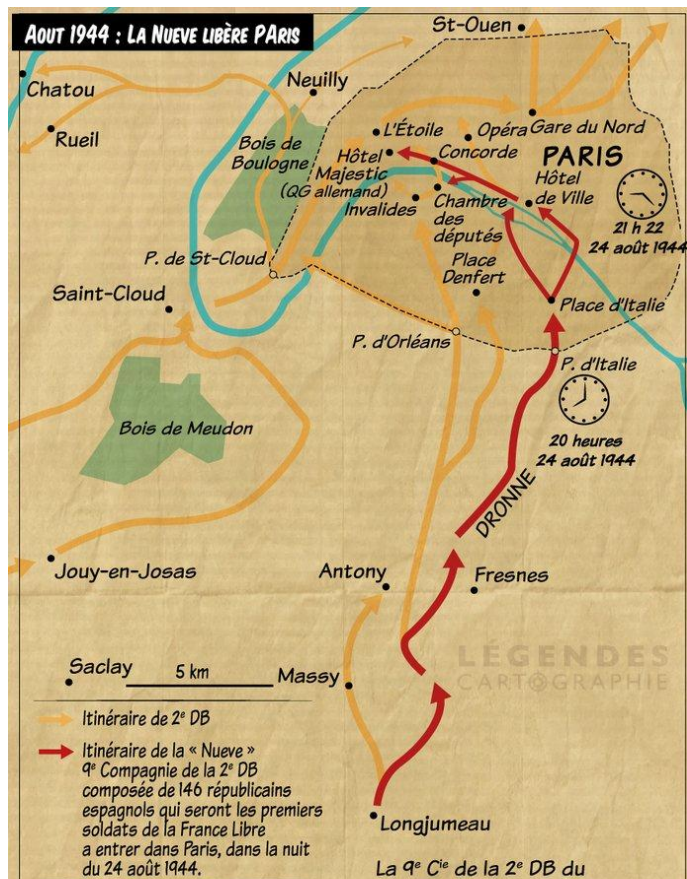 AOUT 1944 : LA NUEVE LIBÈRE PARIS
St-Ouen
Chatou
Neuilly
Rueil
Bois de
Boulogne
L'Étoile
Opéra
Gare du Nord
Hôtel
Majestic
(QG allemand)
Concorde
PARIS
Invalides
Chambre
des
députés
Hôtel
de Ville
21 h 22
24 août 1944
P. de St-Cloud
Place
Denfert
Saint-Cloud
Place d'Italie
P. d'Orléans
P. d'Italie
20 heures
24 août 1944
Bois de Meudon
DRONNE
Jouy-en-Josas
Antony
Fresnes
LÉGENDES
CARTOGRAPHIE
Saclay
5 km
Massy
Itinéraire de 2e DB
Itinéraire de la « Nueve »
9e Compagnie de la 2e DB
composée de 146 républicains
espagnols qui seront les premiers
soldats de la France Libre
a entrer dans Paris, dans la nuit
du 24 août 1944.
Longjumeau
La 9e Cie de la 2e DB du